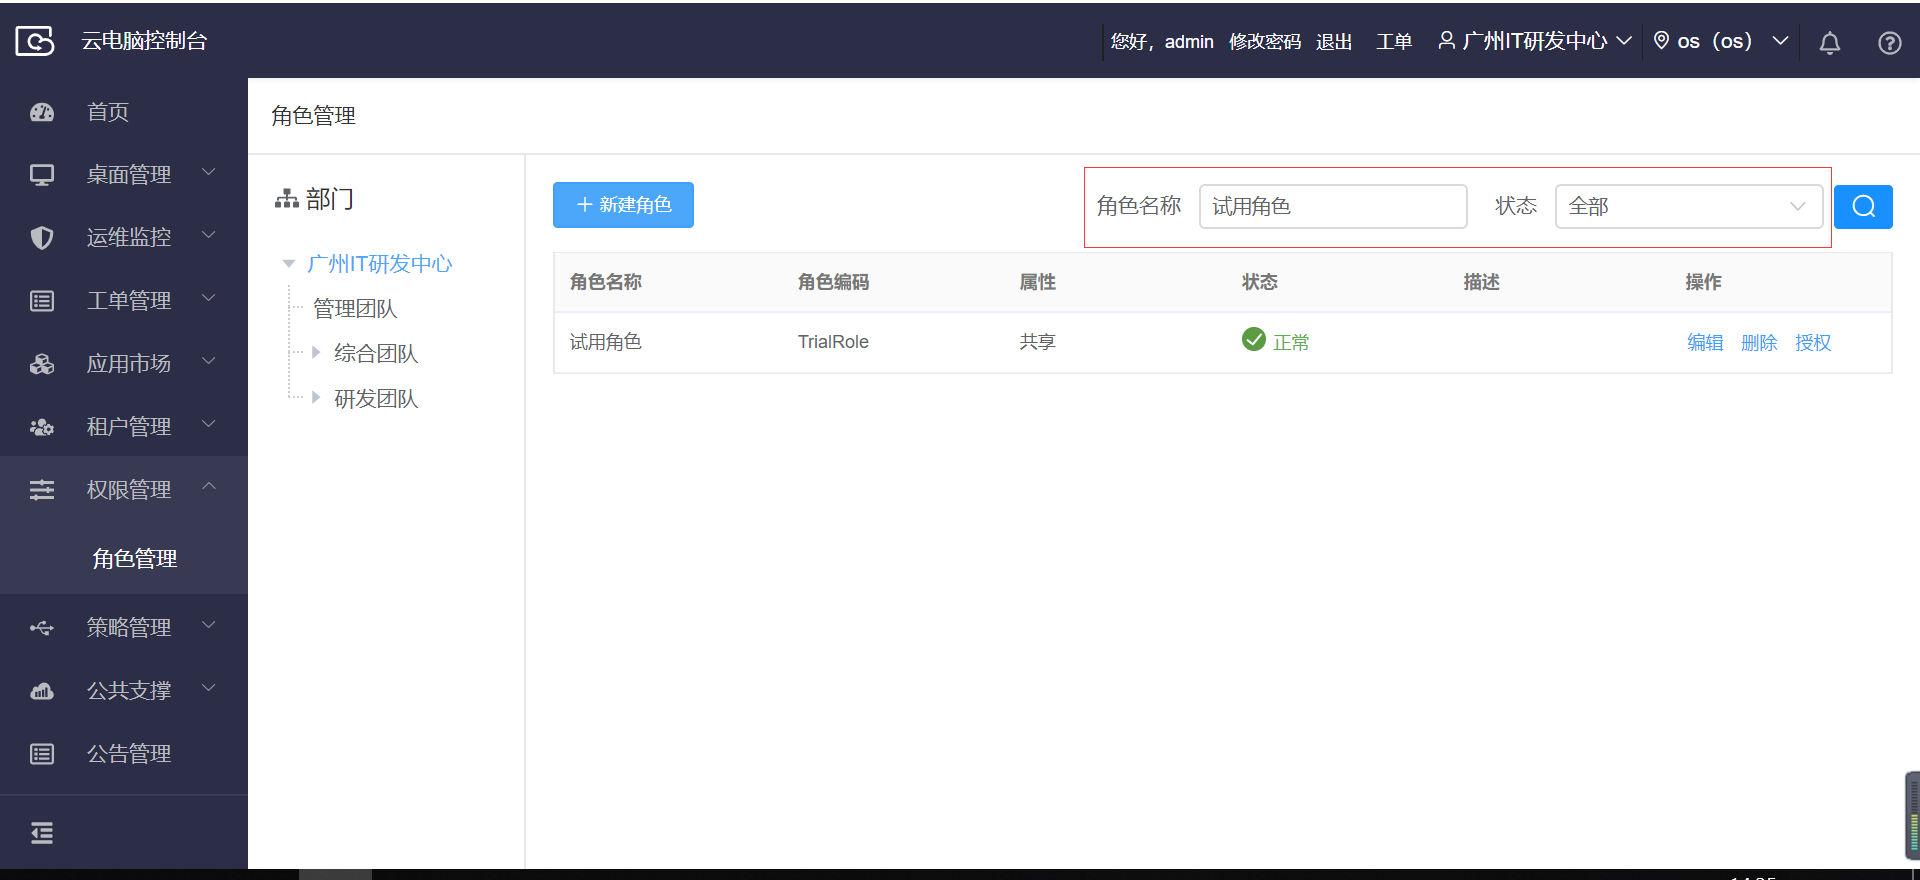 云电脑控制台
您好，admin 修改密码 退出 工单 广州IT研发中心 os（os）
首页
桌面管理
运维监控
工单管理
应用市场
租户管理
权限管理
角色管理
策略管理
公共支撑
公告管理
角色管理
部门
广州IT研发中心
管理团队
综合团队
研发团队
新建角色
角色名称 试用角色 状态 全部
角色名称 角色编码 属性 状态 描述 操作
试用角色 TrialRole 共享 正常 编辑 删除 授权